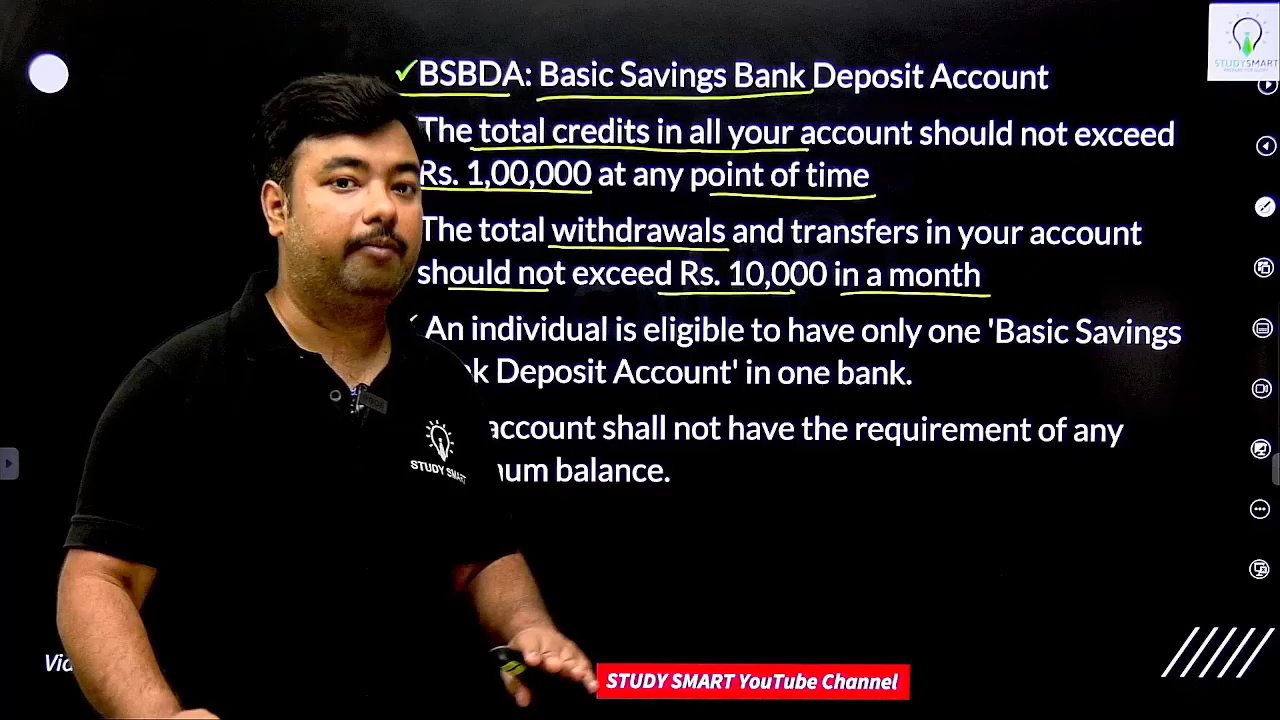 STUDYSMART
BSBDA: Basic Savings Bank Deposit Account
The total credits in all your account should not exceed
Rs. 1,00,000 at any point of time
The total withdrawals and transfers in your account
should not exceed Rs. 10,000 in a month
An individual is eligible to have only one 'Basic Savings
Deposit Account' in one bank.
account shall not have the requirement of any
balance.
STUDY SMART
STUDY SMART YouTube Channel